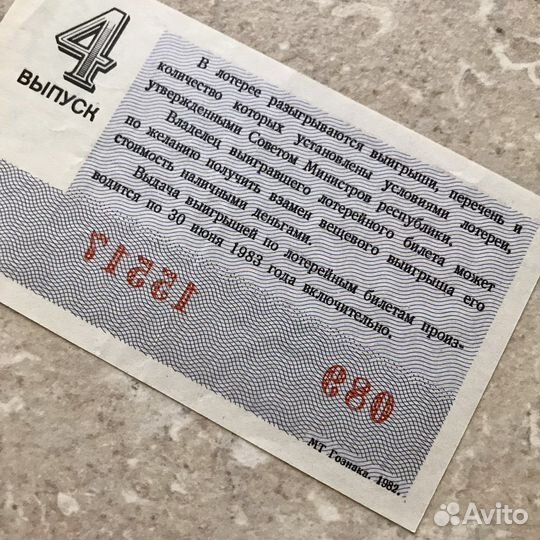 4
ВЫПУСК
В лотерее разыгрываются выигрыши, перечень и
количество которых установлены условиями лотереи,
утвержденными Советом Министров республики.
Владелец выигравшего лотерейного билета может
по желанию получить взамен вещевого выигрыша его
стоимость наличными деньгами.
Выдача выигрышей по лотерейным билетам произ-
водится по 30 июня 1983 года включительно.
МТ Гознака. 1982.
Avito